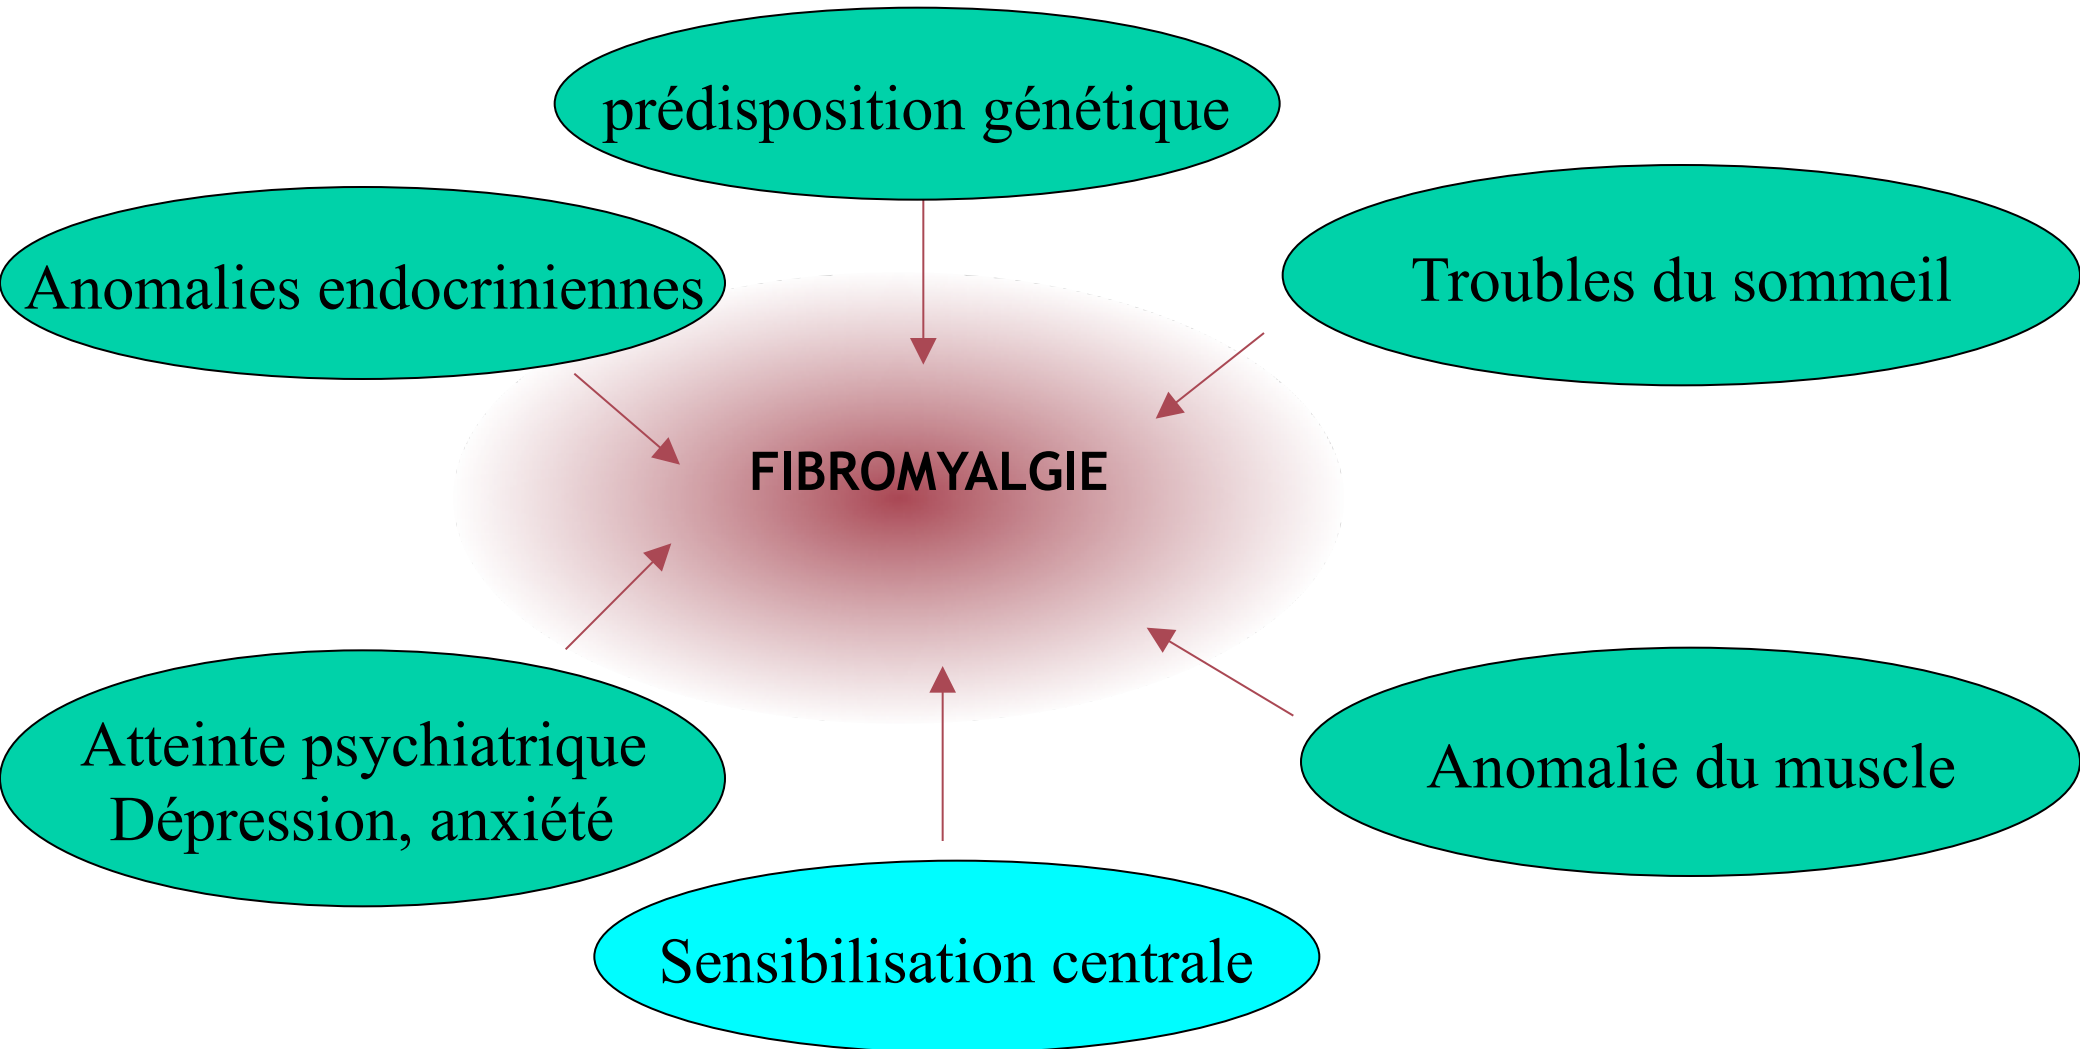 prédisposition génétique
Anomalies endocriniennes
Troubles du sommeil
FIBROMYALGIE
Atteinte psychiatrique
Dépression, anxiété
Anomalie du muscle
Sensibilisation centrale